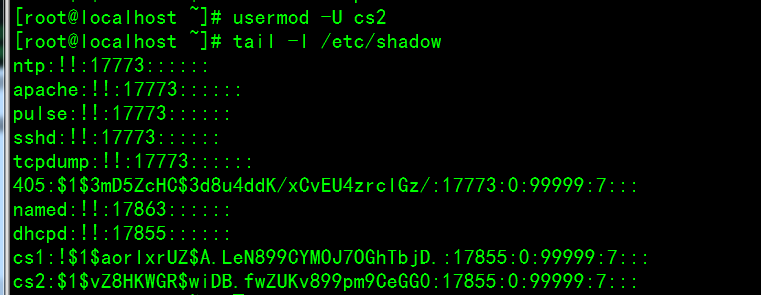 [root@localhost ~]# usermod -U cs2
[root@localhost ~]# tail -l /etc/shadow
ntp:!!:17773::::::
apache:!!:17773::::::
pulse:!!:17773::::::
sshd:!!:17773::::::
tcpdump:!!:17773::::::
405:$1$3mD5ZcHC$3d8u4ddK/xCvEU4zrclGz/:17773:0:99999:7:::
named:!!:17863::::::
dhcpd:!!:17855::::::
cs1:!$1$aorlxrUZ$A.LeN899CYMOJ7OGhTbjD.:17855:0:99999:7:::
cs2:$1$vZ8HKWGR$wiDB.fwZUKv899pm9CeGG0:17855:0:99999:7:::